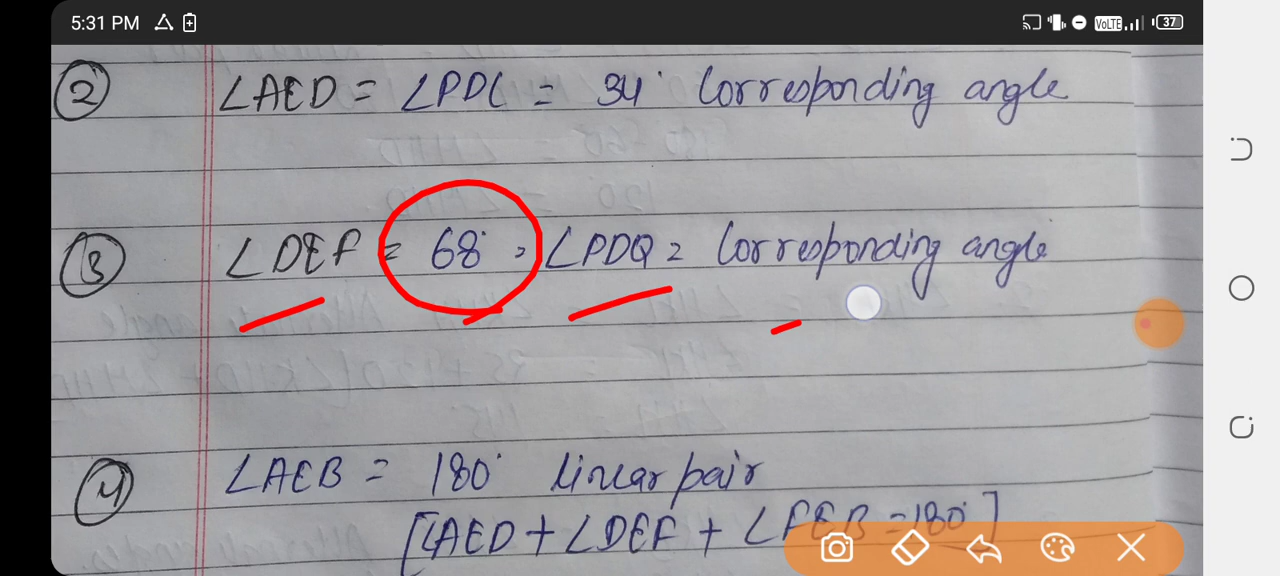 5:31 PM
VoLTE 37
2 ∠AED = ∠PDC = 34° Corresponding angle
3 ∠DEF = 68° = ∠PDQ = Corresponding angle
4 ∠AEB = 180° linear pair
[∠AED + ∠DEF + ∠FEB = 180°]